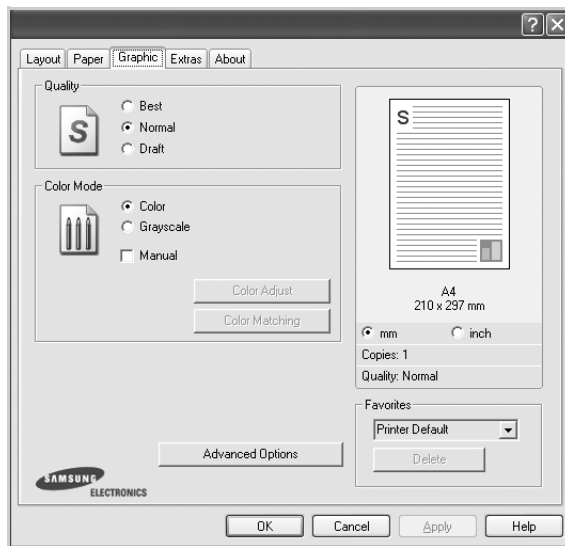 Layout Paper Graphic Extras About
Quality
S
Best
Normal
Draft
Color Mode
Color
Grayscale
Manual
Color Adjust
Color Matching
S
A4
210 x 297 mm
mm inch
Copies: 1
Quality: Normal
Favorites
Printer Default
Delete
Advanced Options
SAMSUNG
ELECTRONICS
OK Cancel Apply Help